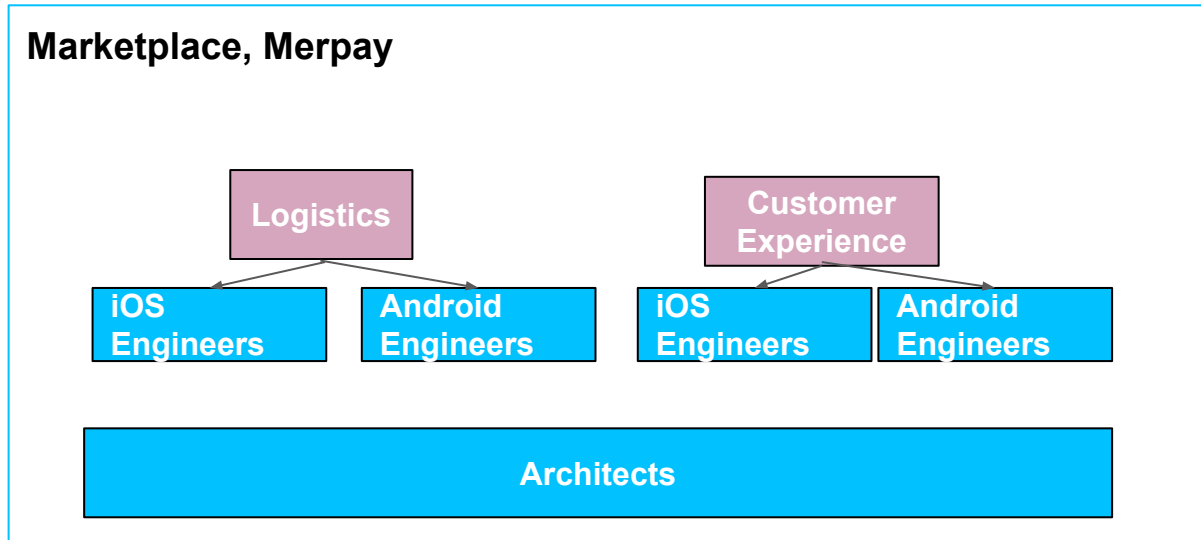 Marketplace, Merpay
Logistics
Customer
Experience
iOS
Engineers
Android
Engineers
iOS
Engineers
Android
Engineers
Architects